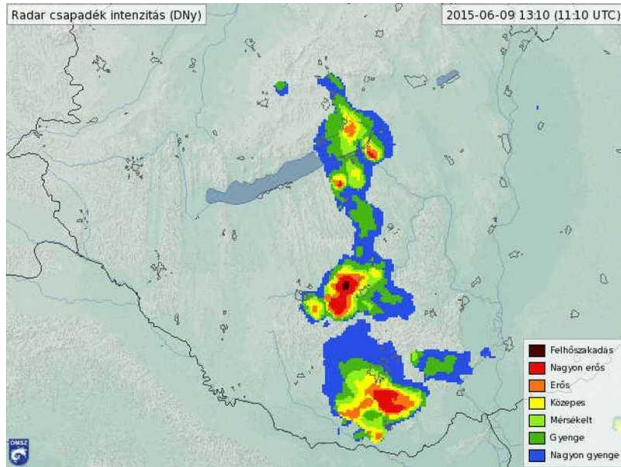 Radar csapadék intenzitás (DNy)
2015-06-09 13:10 (11:10 UTC)
Felhőszakadás
Nagyon erős
Erős
Közepes
Mérsékelt
Gyenge
Nagyon gyenge
OMSZ